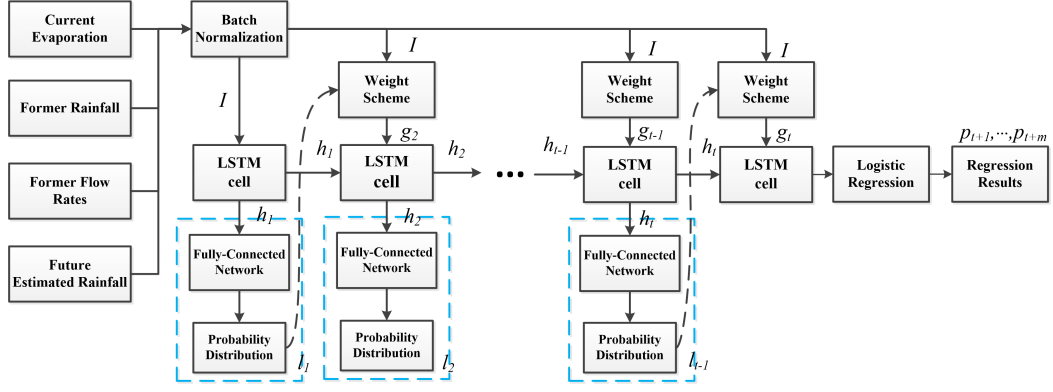 Current
Evaporation
Former Rainfall
Former Flow
Rates
Future
Estimated Rainfall
Batch
Normalization
I
I
I
I
Weight
Scheme
Weight
Scheme
Weight
Scheme
g2
gt-1
gt
LSTM
cell
h1
LSTM
cell
h2
...
ht-1
LSTM
cell
ht
LSTM
cell
Logistic
Regression
pt+1,···,pt+m
Regression
Results
h1
h2
ht
Fully-Connected
Network
Fully-Connected
Network
Fully-Connected
Network
Probability
Distribution
l1
Probability
Distribution
l2
Probability
Distribution
lt-1